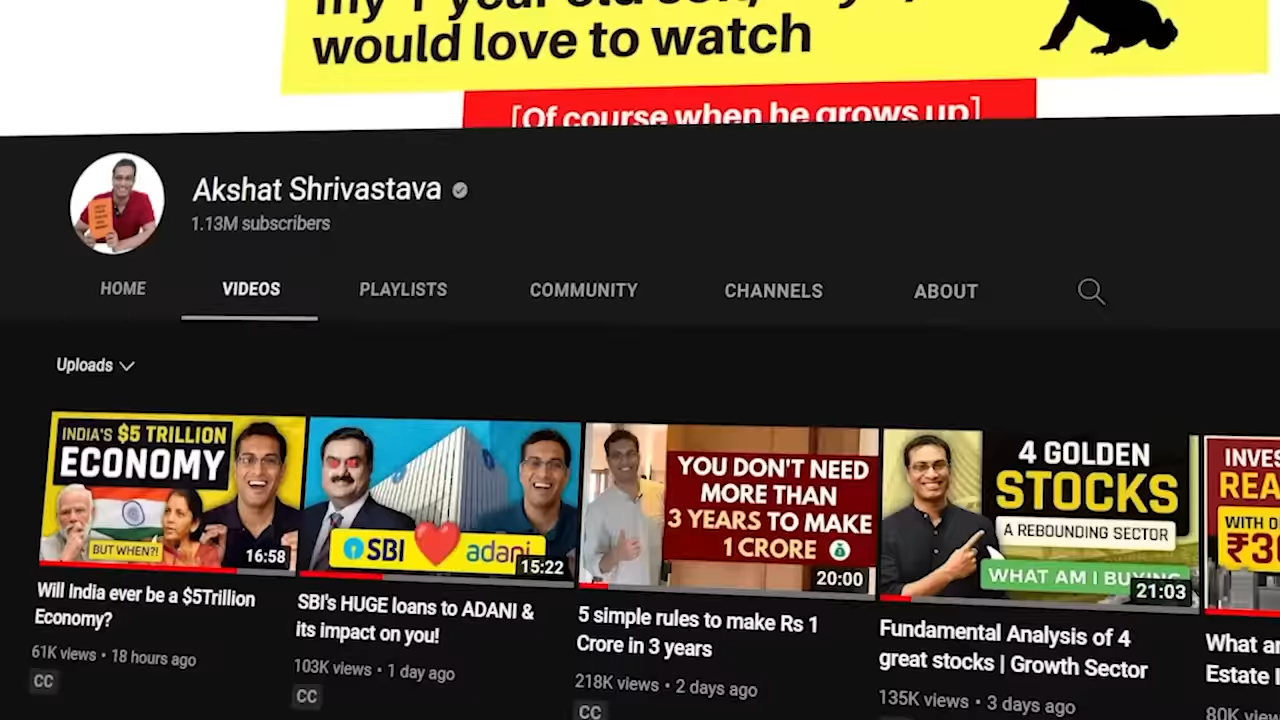 would love to watch
[Of course when he grows up]
Akshat Shrivastava
1.13M subscribers
HOME VIDEOS PLAYLISTS COMMUNITY CHANNELS ABOUT
Uploads
INDIA'S $5 TRILLION
ECONOMY
BUT WHEN?!
16:58
SBI
adani
15:22
YOU DON'T NEED
MORE THAN
3 YEARS TO MAKE
1 CRORE
20:00
4 GOLDEN
STOCKS
A REBOUNDING SECTOR
WHAT AM I BUYING
21:03
Will India ever be a $5Trillion
Economy?
61K views • 18 hours ago
CC
SBI's HUGE loans to ADANI &
its impact on you!
103K views • 1 day ago
CC
5 simple rules to make Rs 1
Crore in 3 years
218K views • 2 days ago
CC
Fundamental Analysis of 4
great stocks | Growth Sector
135K views • 3 days ago
What
Estate
80K